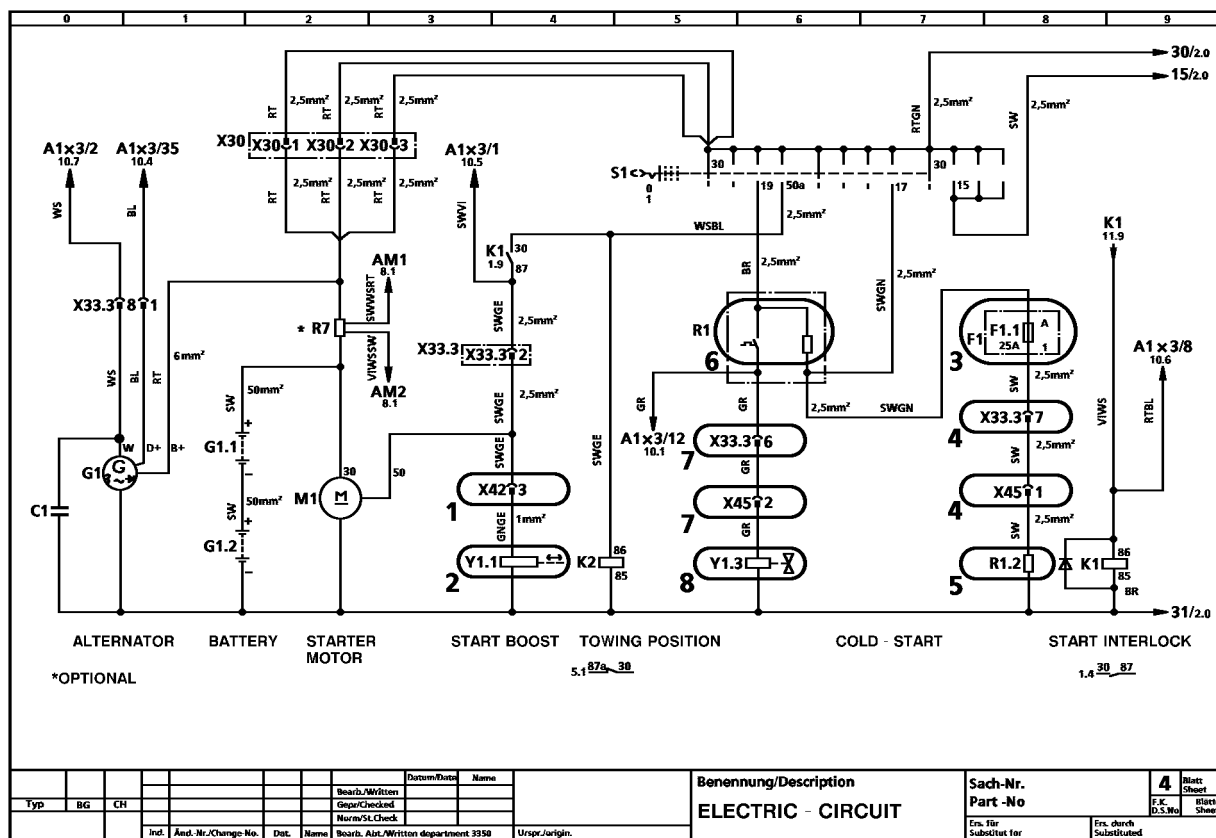 0 1 2 3 4 5 6 7 8 9
30/2.0
15/2.0
RT 2,5mm² RT 2,5mm² RT 2,5mm²
RTGN 2,5mm² SW 2,5mm²
X30 X30 1 X30 2 X30 3
A1x3/2 A1x3/35 A1x3/1
10.7 10.4 10.5
30 30
S1 0 1
19 50a 17 15
RT 2,5mm² RT 2,5mm² RT 2,5mm²
WS BL SWVI
WSBL 2,5mm²
K1 1.9 30 87
K1 11.9
BR 2,5mm² SWGN 2,5mm²
AM1
8.1
SWWSRT
X33.3 8 1
* R7
SWGE 2,5mm²
R1 6
F1 F1.1 A
25A 1
3
X33.3 X33.3 2
VIWSSW
AM2
8.1
A1 x3/8
10.6
WS BL RT 6mm²
SW 50mm²
SWGE 2,5mm²
GR GR
2,5mm² SWGN
SW 2,5mm²
VIWS RTBL
A1x3/12
10.1
X33.3 6
7
X33.3 7
4
W D+ B+
G1 G
G1.1 + -
SWGE SWGE
GR
SW 2,5mm²
M1 M 30 50
SW 50mm²
X42 3
1
X45 2
7
X45 1
4
C1
G1.2 + -
GNGE 1mm²
GR
SW 2,5mm²
Y1.1
2
K2 86 85
Y1.3
8
R1.2
5
K1 86 85
BR
31/2.0
ALTERNATOR BATTERY STARTER MOTOR START BOOST TOWING POSITION COLD - START START INTERLOCK
5.1 87a 30
1.4 30 87
*OPTIONAL
Datum/Data Name
Bearb./Written
Typ BG CH Gepr/Checked
Norm/St.Check
Ind. Änd.-Nr./Change-No. Dat. Name Bearb. Abt./Written department 3350 Urspr./origin.
Benennung/Description
ELECTRIC - CIRCUIT
Sach-Nr.
Part -No
4 Blatt Sheet
F.K. D.S.No Blatt Sheet
Ers. für
Substitut for
Ers. durch
Substituted